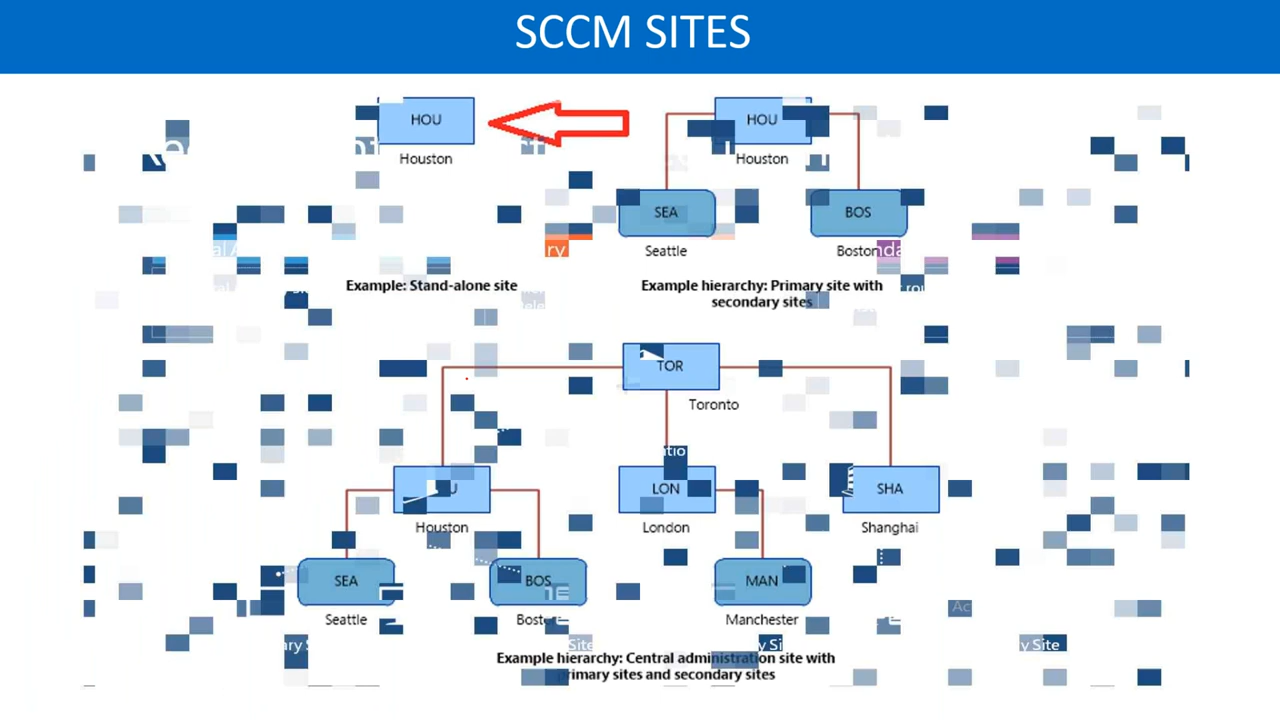 SCCM SITES
HOU
Houston
HOU
Houston
SEA
Seattle
BOS
Boston
Example: Stand-alone site
Example hierarchy: Primary site with
secondary sites
TOR
Toronto
HOU
Houston
LON
London
SHA
Shanghai
SEA
Seattle
BOS
Boston
MAN
Manchester
Example hierarchy: Central administration site with
primary sites and secondary sites